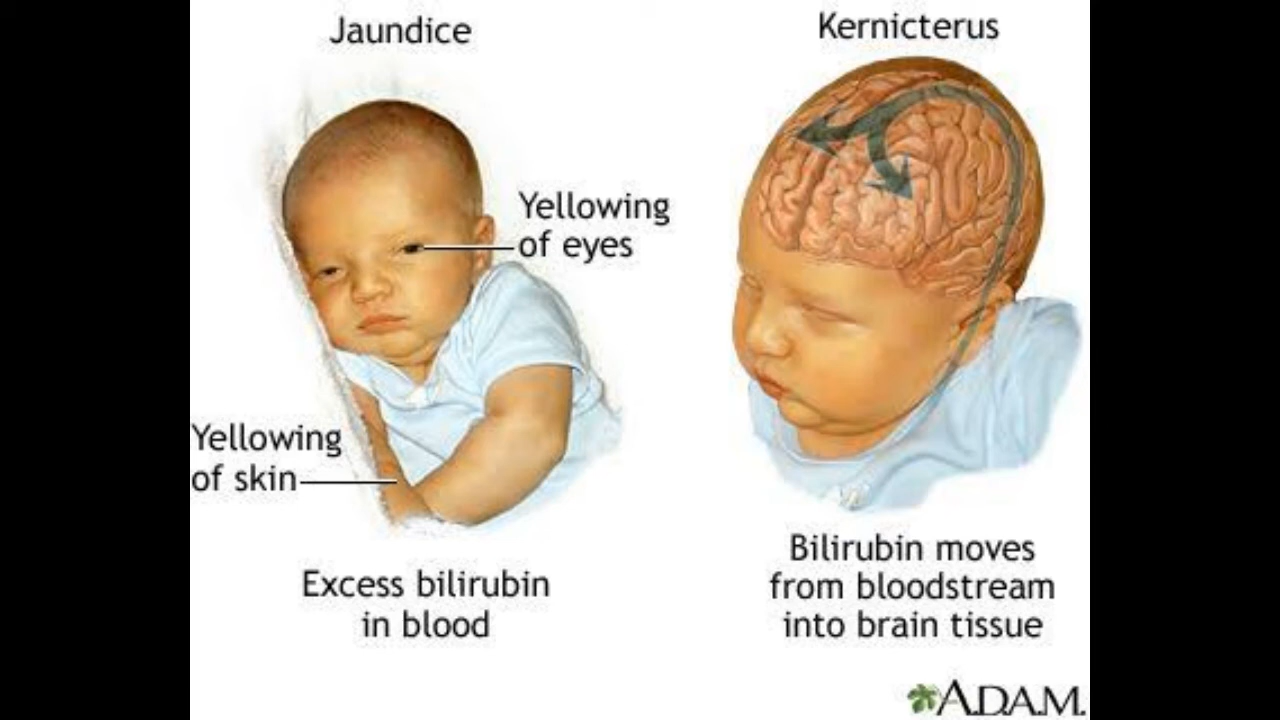 Jaundice
Yellowing
of eyes
Yellowing
of skin
Excess bilirubin
in blood
Kernicterus
Bilirubin moves
from bloodstream
into brain tissue
A.D.A.M.